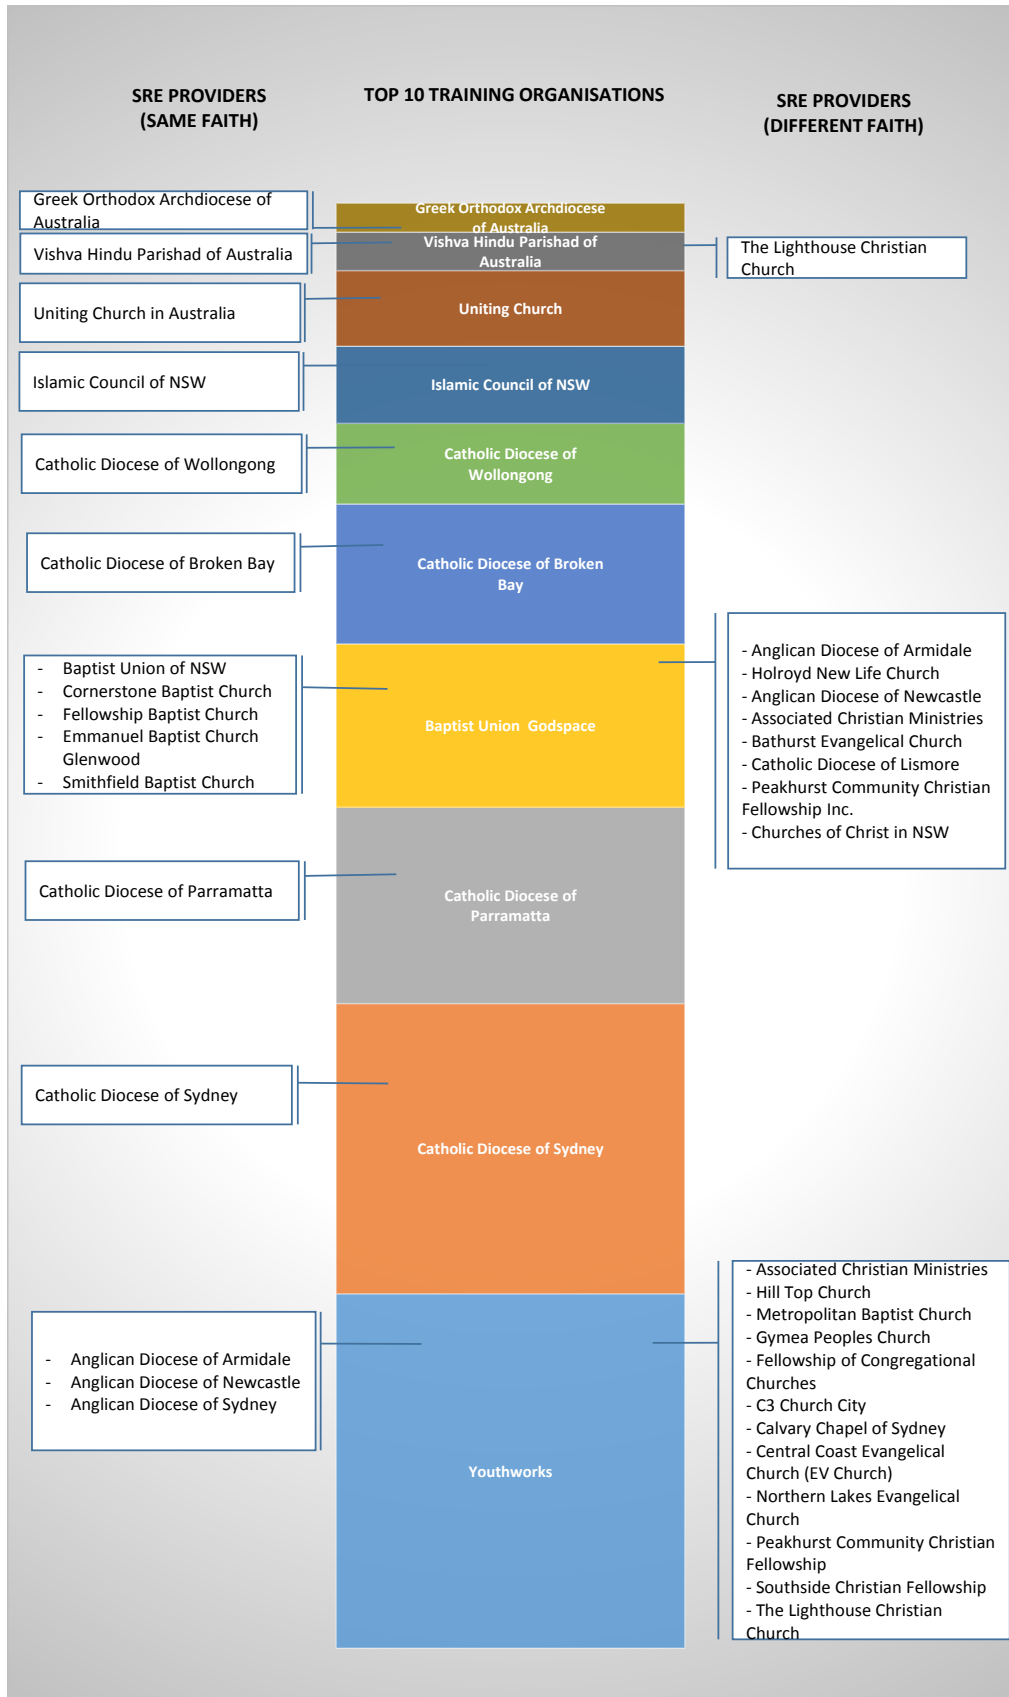 SRE PROVIDERS
(SAME FAITH)
TOP 10 TRAINING ORGANISATIONS
SRE PROVIDERS
(DIFFERENT FAITH)
Greek Orthodox Archdiocese of
Australia
Greek Orthodox Archdiocese
of Australia
Vishva Hindu Parishad of Australia
Vishva Hindu Parishad of
Australia
The Lighthouse Christian
Church
Uniting Church in Australia
Uniting Church
Islamic Council of NSW
Islamic Council of NSW
Catholic Diocese of Wollongong
Catholic Diocese of
Wollongong
Catholic Diocese of Broken Bay
Catholic Diocese of Broken
Bay
- Baptist Union of NSW
- Cornerstone Baptist Church
- Fellowship Baptist Church
- Emmanuel Baptist Church
Glenwood
- Smithfield Baptist Church
Baptist Union Godspace
- Anglican Diocese of Armidale
- Holroyd New Life Church
- Anglican Diocese of Newcastle
- Associated Christian Ministries
- Bathurst Evangelical Church
- Catholic Diocese of Lismore
- Peakhurst Community Christian
Fellowship Inc.
- Churches of Christ in NSW
Catholic Diocese of Parramatta
Catholic Diocese of
Parramatta
Catholic Diocese of Sydney
Catholic Diocese of Sydney
- Anglican Diocese of Armidale
- Anglican Diocese of Newcastle
- Anglican Diocese of Sydney
Youthworks
- Associated Christian Ministries
- Hill Top Church
- Metropolitan Baptist Church
- Gymea Peoples Church
- Fellowship of Congregational
Churches
- C3 Church City
- Calvary Chapel of Sydney
- Central Coast Evangelical
Church (EV Church)
- Northern Lakes Evangelical
Church
- Peakhurst Community Christian
Fellowship
- Southside Christian Fellowship
- The Lighthouse Christian
Church